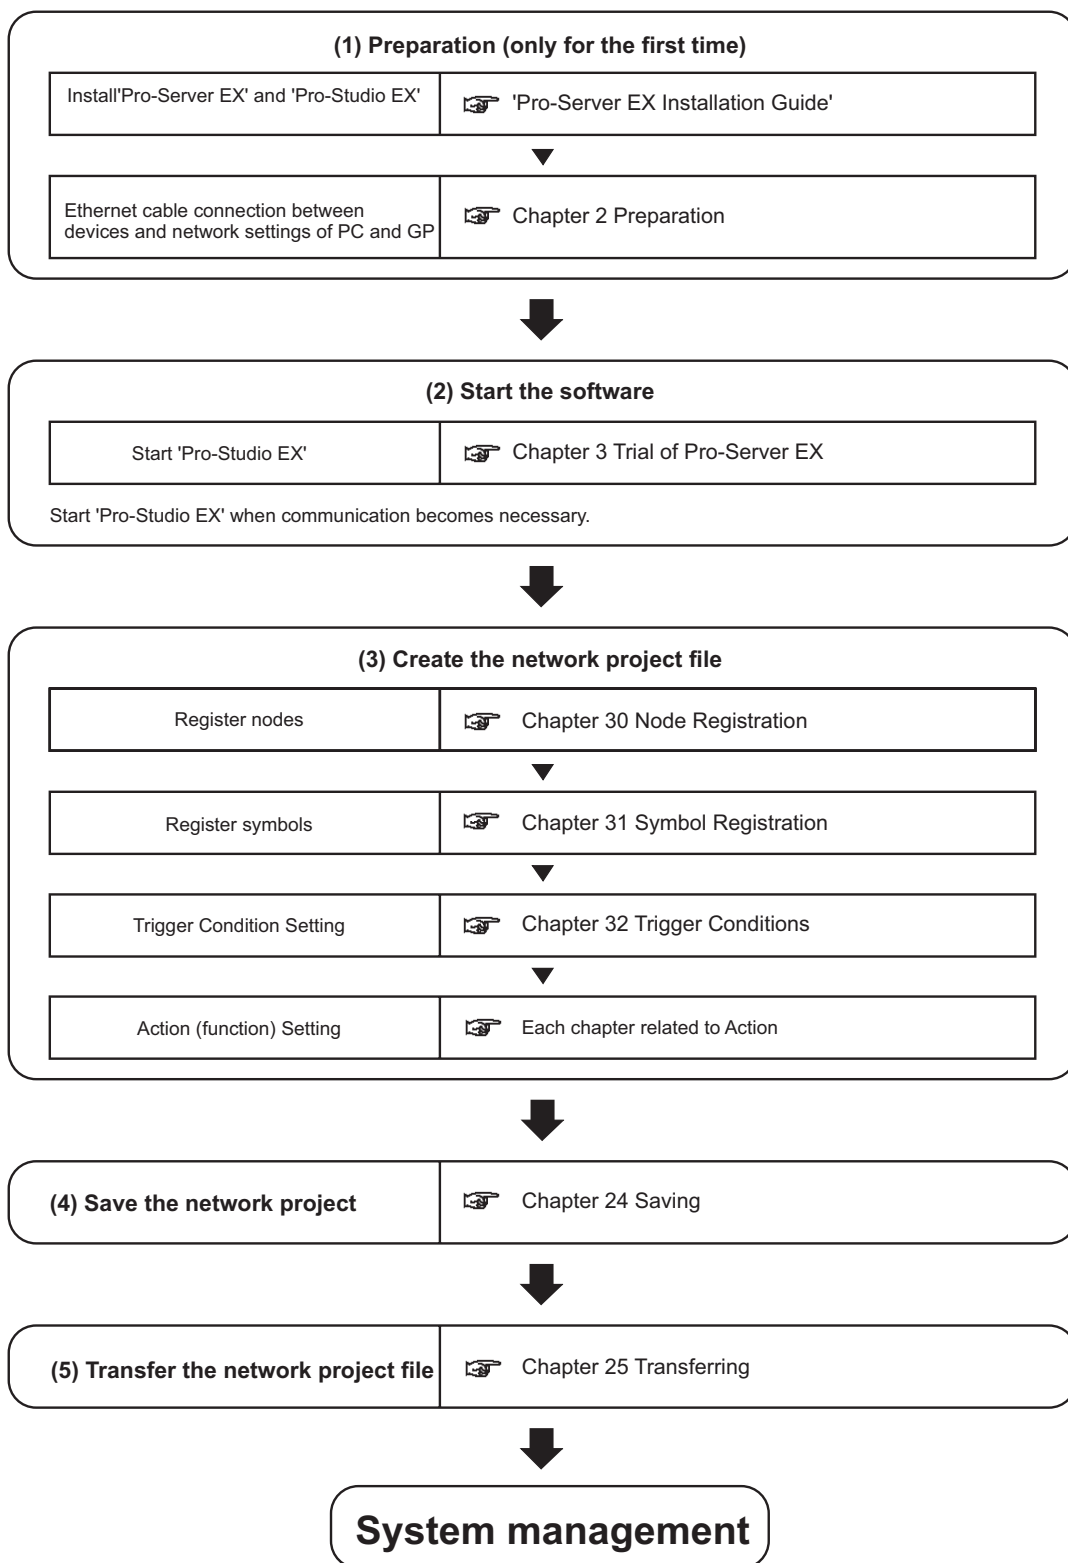 (1) Preparation (only for the first time)
Install'Pro-Server EX' and 'Pro-Studio EX'
'Pro-Server EX Installation Guide'
Ethernet cable connection between
devices and network settings of PC and GP
Chapter 2 Preparation
(2) Start the software
Start 'Pro-Studio EX'
Chapter 3 Trial of Pro-Server EX
Start 'Pro-Studio EX' when communication becomes necessary.
(3) Create the network project file
Register nodes
Chapter 30 Node Registration
Register symbols
Chapter 31 Symbol Registration
Trigger Condition Setting
Chapter 32 Trigger Conditions
Action (function) Setting
Each chapter related to Action
(4) Save the network project
Chapter 24 Saving
(5) Transfer the network project file
Chapter 25 Transferring
System management